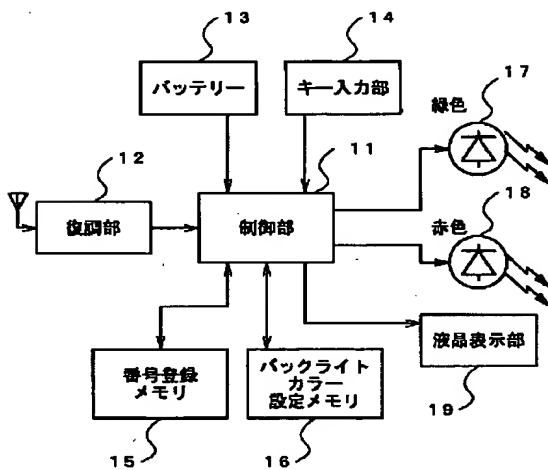 13
14
17
バッテリー
キー入力部
緑色
12
11
18
復調部
制御部
赤色
番号登録
メモリ
バックライト
カラー
設定メモリ
液晶表示部
15
16
19